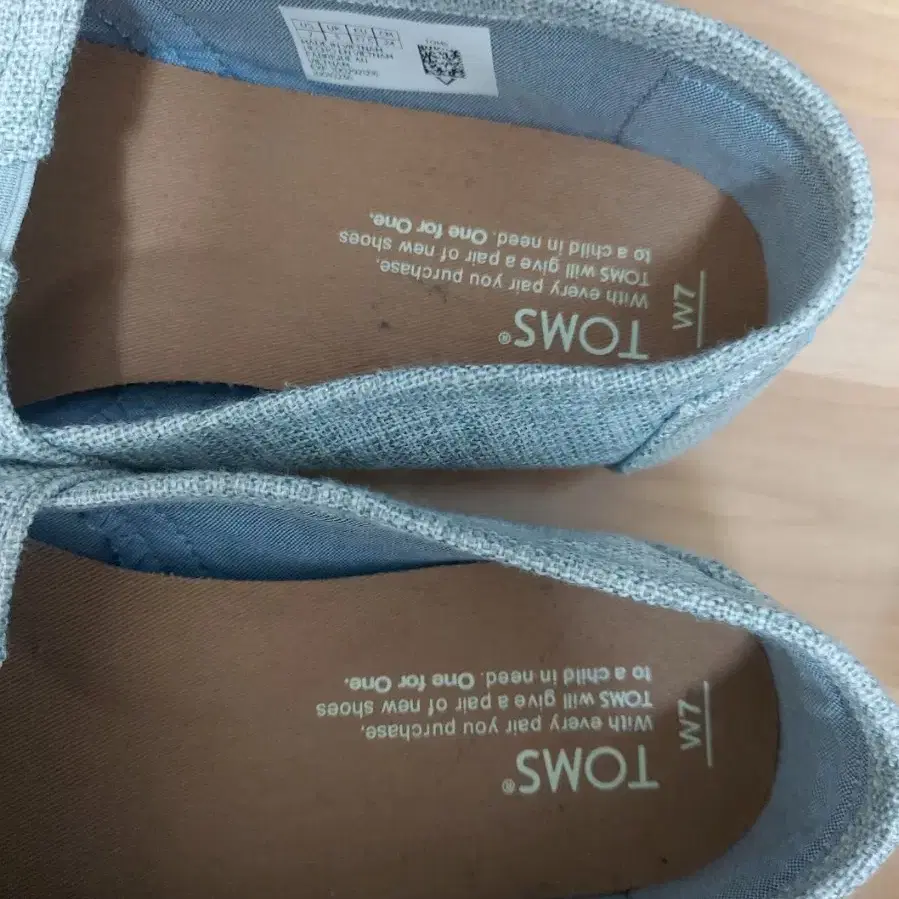 TOMS®
With every pair you purchase,
TOMS will give a pair of new shoes
to a child in need. One for One.
W7
TOMS®
With every pair you purchase,
TOMS will give a pair of new shoes
to a child in need. One for One.
W7